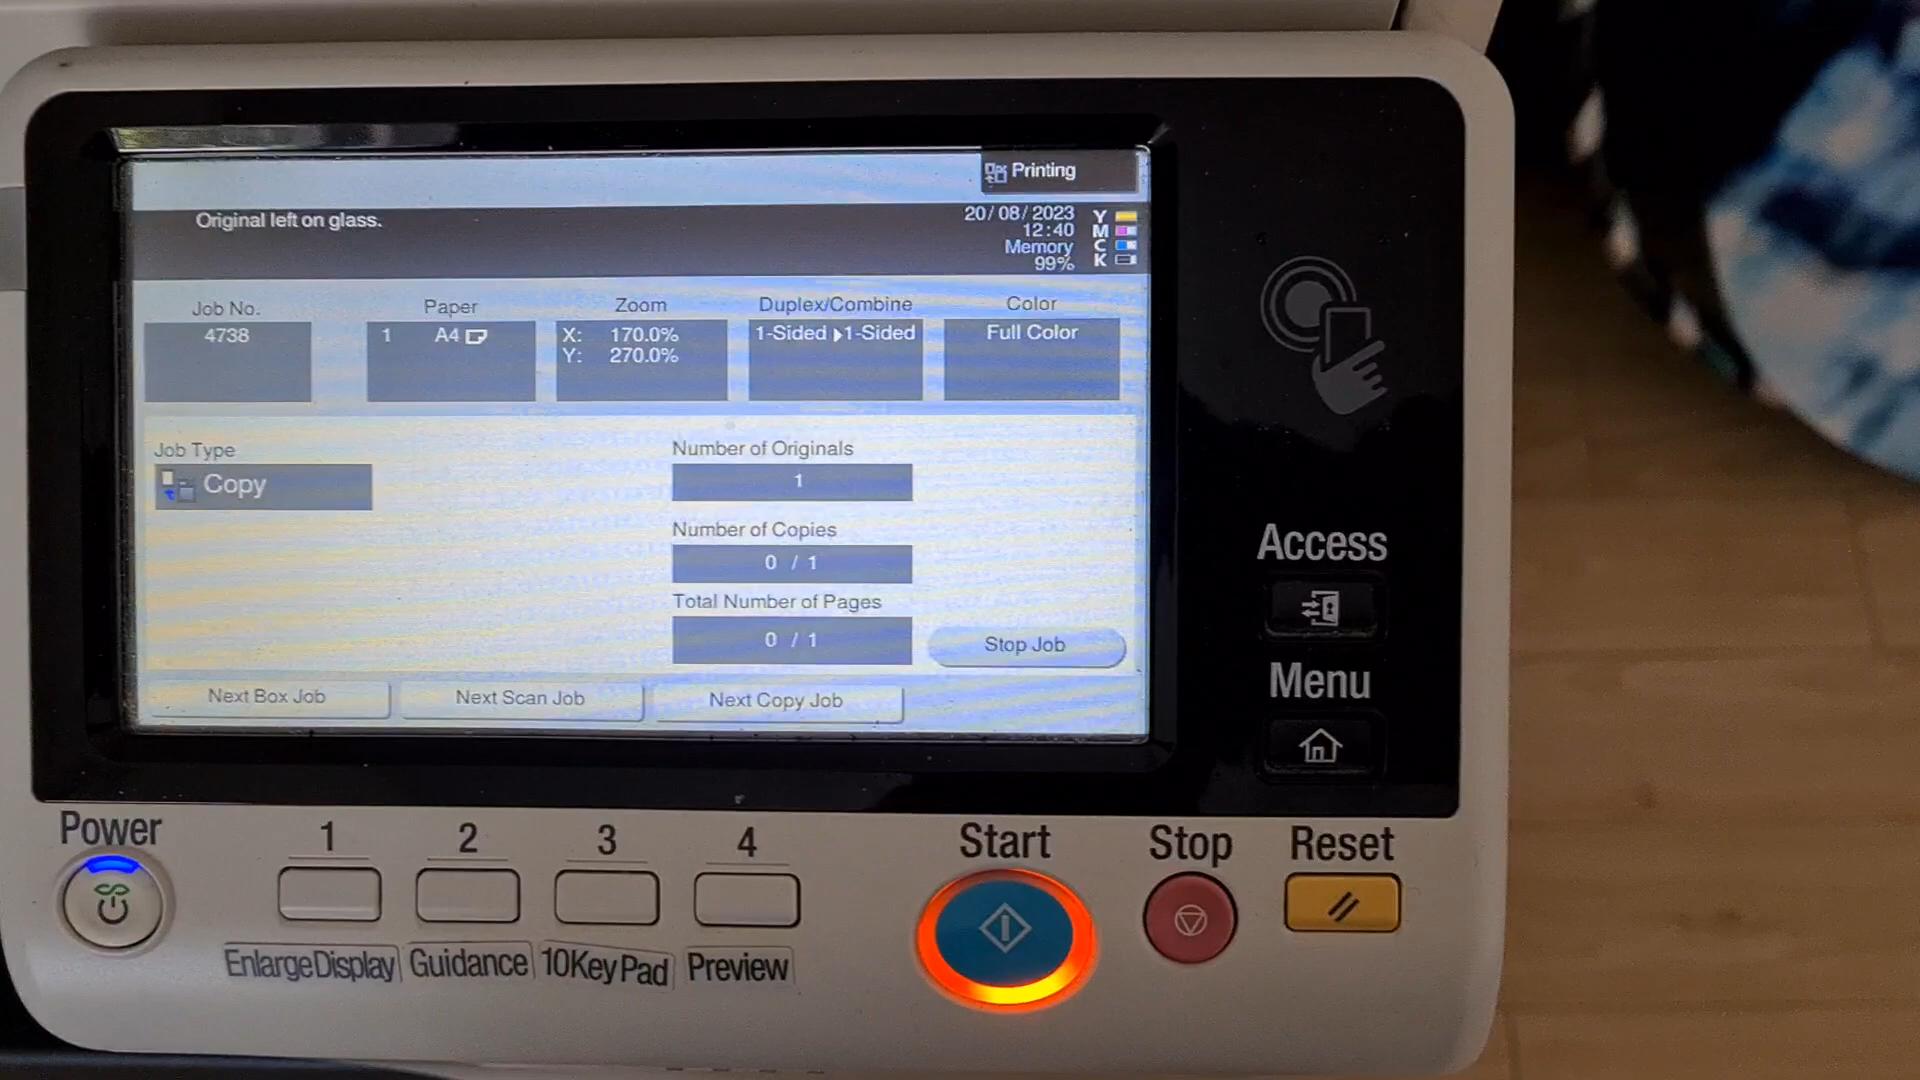 Printing
Original left on glass.
20/08/2023
12:40
Memory
99%
Y
M
C
K
Job No.
4738
Paper
1 A4
Zoom
X: 170.0%
Y: 270.0%
Duplex/Combine
1-Sided ▶1-Sided
Color
Full Color
Job Type
Copy
Number of Originals
1
Number of Copies
0 / 1
Total Number of Pages
0 / 1
Stop Job
Next Box Job
Next Scan Job
Next Copy Job
Access
Menu
Power
1
2
3
4
Start
Stop
Reset
Enlarge Display
Guidance
10 Key Pad
Preview